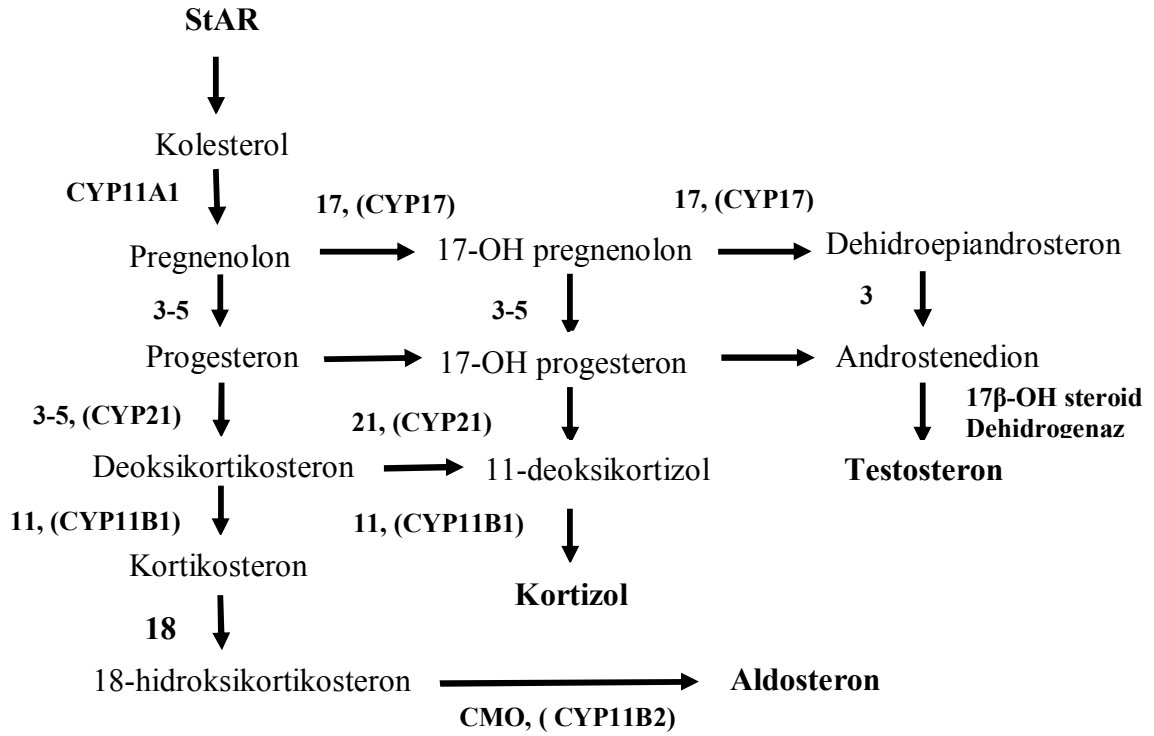 StAR
Kolesterol
CYP11A1
17, (CYP17)
17, (CYP17)
Pregnenolon
17-OH pregnenolon
Dehidroepiandrosteron
3-5
3-5
3
Progesteron
17-OH progesteron
Androstenedion
3-5, (CYP21)
21, (CYP21)
17β-OH steroid
Dehidrogenaz
Deoksikortikosteron
11-deoksikortizol
Testosteron
11, (CYP11B1)
11, (CYP11B1)
Kortikosteron
Kortizol
18
18-hidroksikortikosteron
Aldosteron
CMO, ( CYP11B2)